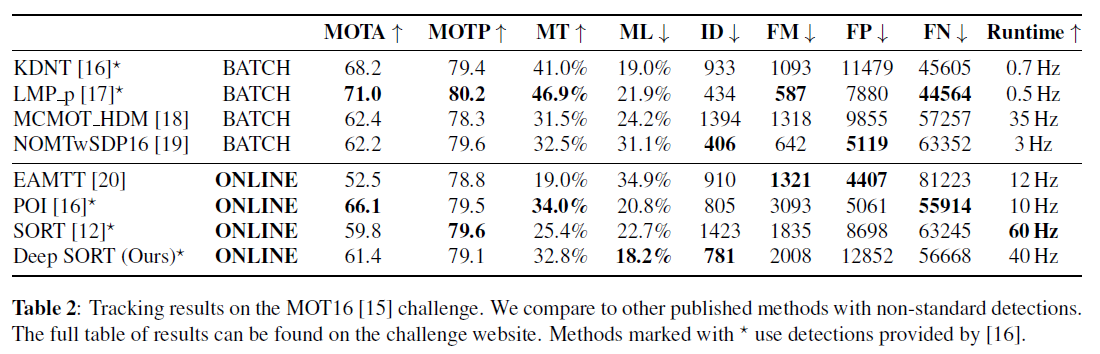 MOTA ↑ MOTP ↑ MT ↑ ML ↓ ID ↓ FM ↓ FP ↓ FN ↓ Runtime ↑
KDNT [16]* BATCH 68.2 79.4 41.0% 19.0% 933 1093 11479 45605 0.7 Hz
LMP_p [17]* BATCH 71.0 80.2 46.9% 21.9% 434 587 7880 44564 0.5 Hz
MCMOT_HDM [18] BATCH 62.4 78.3 31.5% 24.2% 1394 1318 9855 57257 35 Hz
NOMTwSDP16 [19] BATCH 62.2 79.6 32.5% 31.1% 406 642 5119 63352 3 Hz
EAMTT [20] ONLINE 52.5 78.8 19.0% 34.9% 910 1321 4407 81223 12 Hz
POI [16]* ONLINE 66.1 79.5 34.0% 20.8% 805 3093 5061 55914 10 Hz
SORT [12]* ONLINE 59.8 79.6 25.4% 22.7% 1423 1835 8698 63245 60 Hz
Deep SORT (Ours)* ONLINE 61.4 79.1 32.8% 18.2% 781 2008 12852 56668 40 Hz
Table 2: Tracking results on the MOT16 [15] challenge. We compare to other published methods with non-standard detections.
The full table of results can be found on the challenge website. Methods marked with * use detections provided by [16].